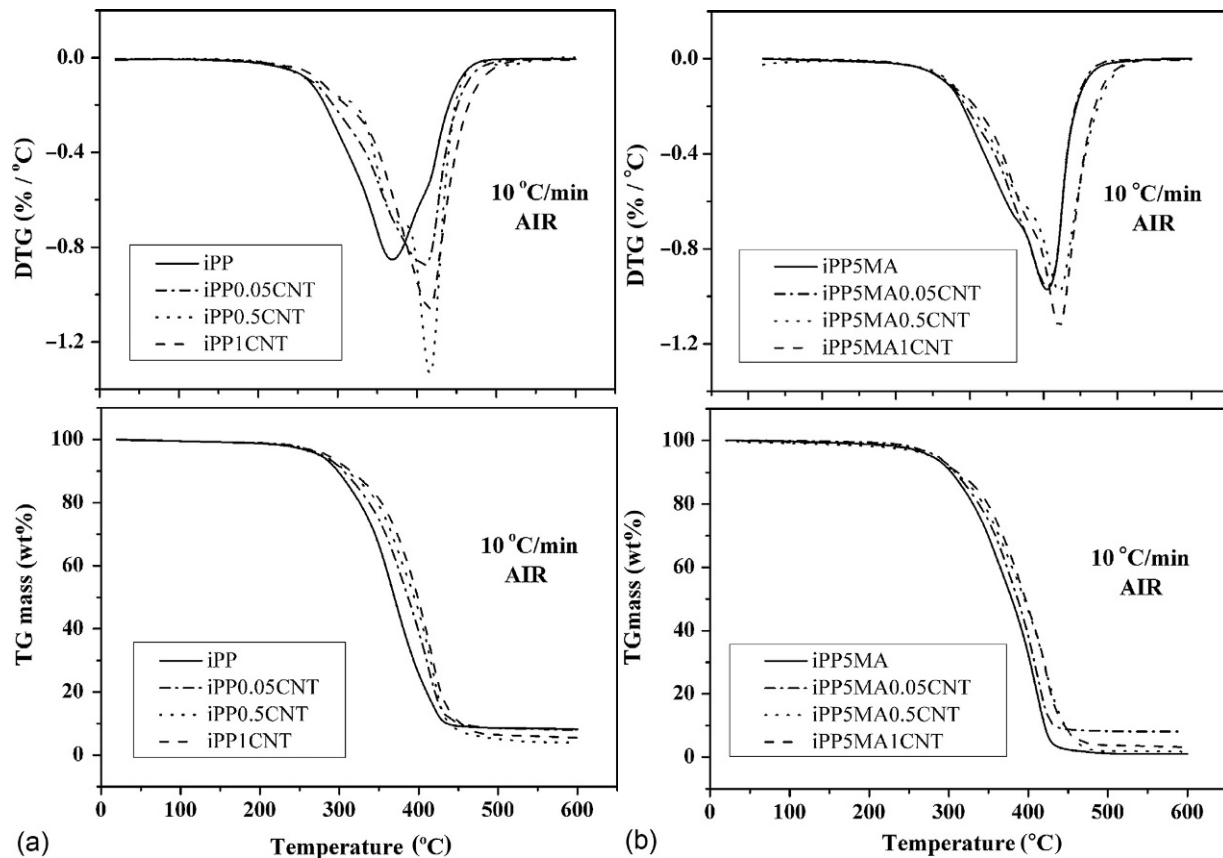 0.0
−0.4
−0.8
−1.2
DTG (% / °C)
10 °C/min
AIR
iPP
iPP0.05CNT
iPP0.5CNT
iPP1CNT
100
80
60
40
20
0
TG mass (wt%)
10 °C/min
AIR
iPP
iPP0.05CNT
iPP0.5CNT
iPP1CNT
0 100 200 300 400 500 600
(a)
Temperature (°C)
0.0
−0.4
−0.8
−1.2
DTG (% / °C)
10 °C/min
AIR
iPP5MA
iPP5MA0.05CNT
iPP5MA0.5CNT
iPP5MA1CNT
100
80
60
40
20
0
TGmass (wt%)
10 °C/min
AIR
iPP5MA
iPP5MA0.05CNT
iPP5MA0.5CNT
iPP5MA1CNT
0 100 200 300 400 500 600
(b)
Temperature (°C)